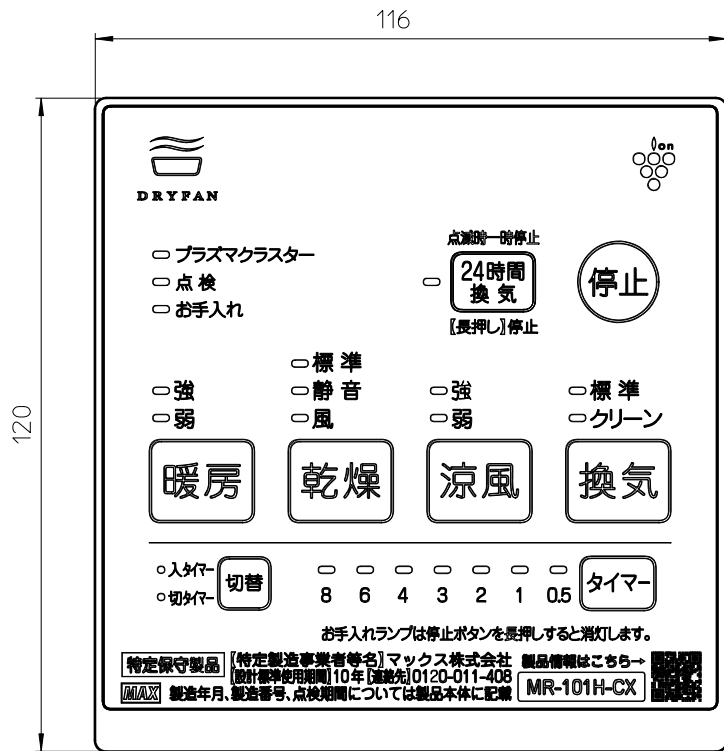 116
120
on
DRYFAN
点滅時一時停止
プラズマクラスター
点検
お手入れ
24時間
換気
停止
【長押し】停止
標準
強 静音 強 標準
弱 風 弱 クリーン
暖房 乾燥 涼風 換気
入タイマー
切タイマー
切替
8 6 4 3 2 1 0.5
タイマー
お手入れランプは停止ボタンを長押しすると消灯します。
特定保守製品 【特定製造事業者等名】マックス株式会社 製品情報はこちら→
【設計標準使用期間】10年【連絡先】0120-011-408
MAX 製造年月、製造番号、点検期間については製品本体に記載 MR-101H-CX